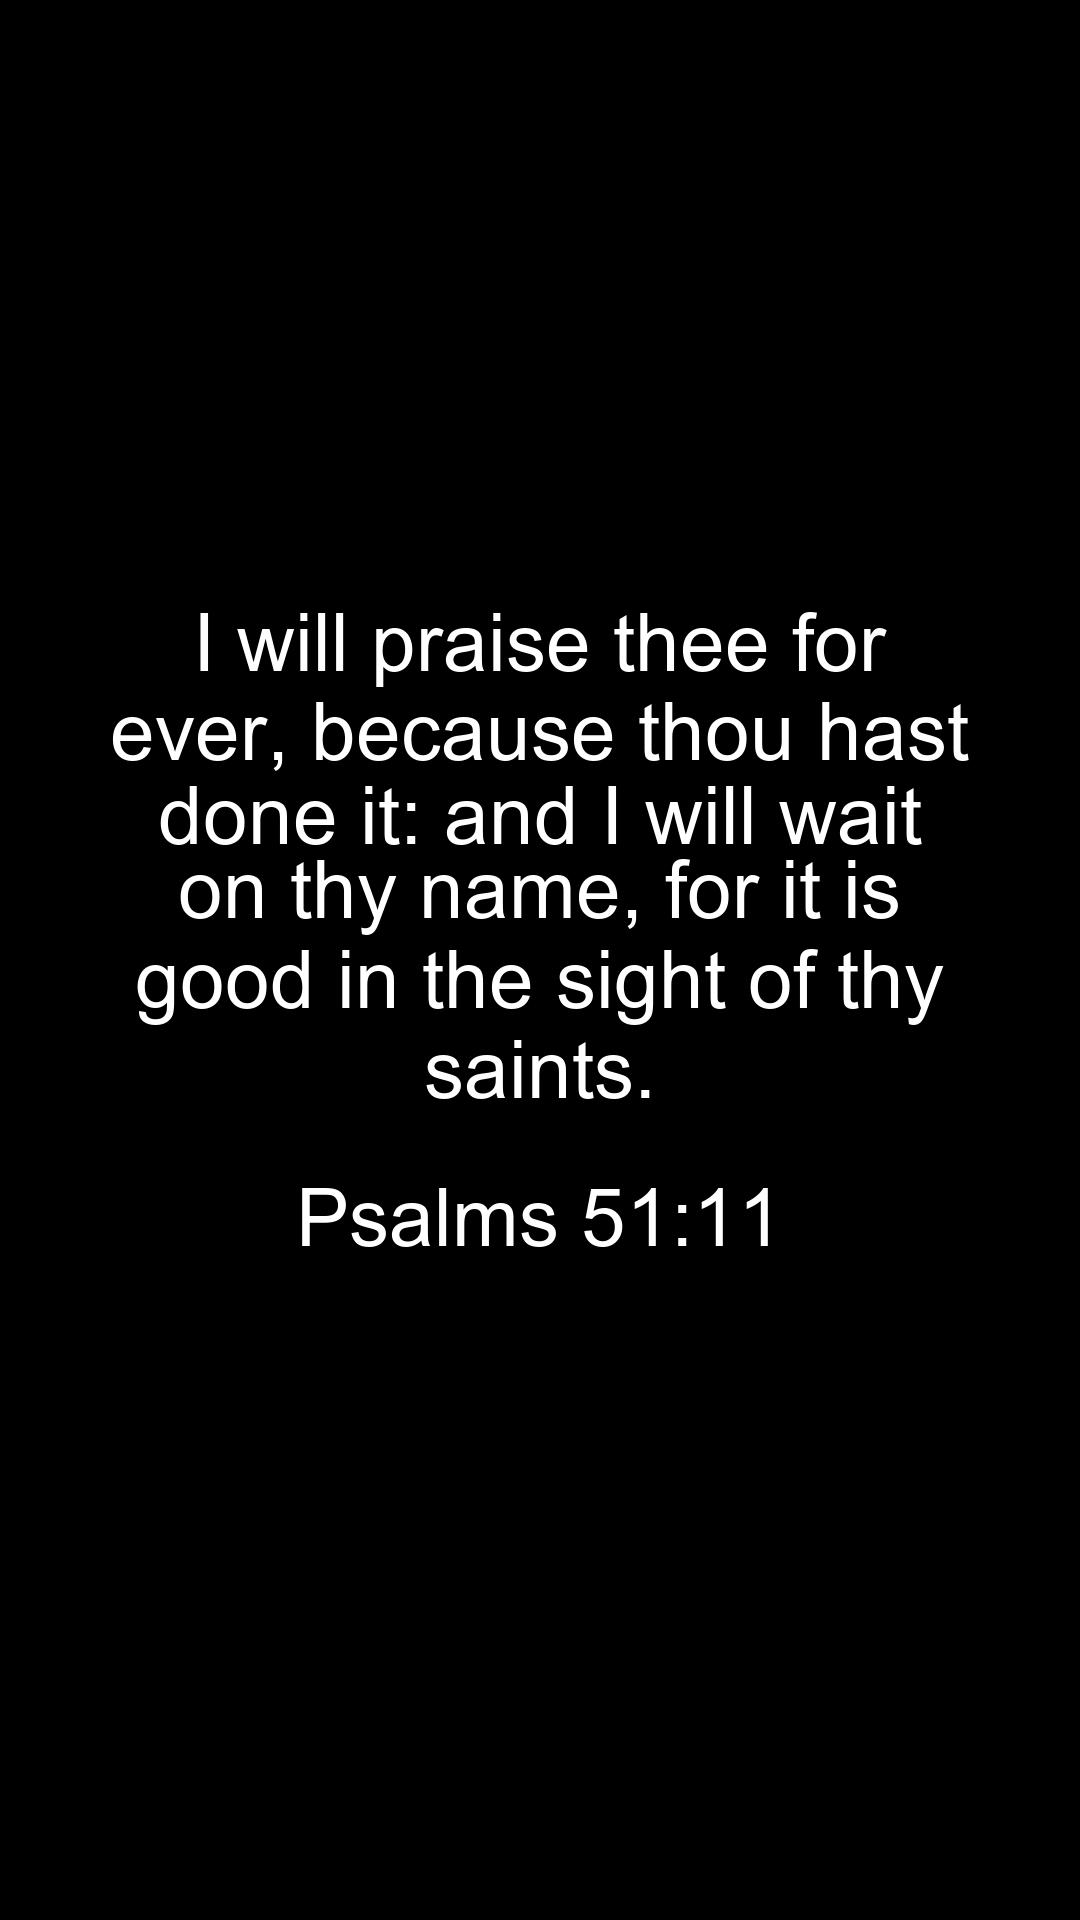 I will praise thee for
ever, because thou hast
done it: and I will wait
on thy name, for it is
good in the sight of thy
saints.
Psalms 51:11